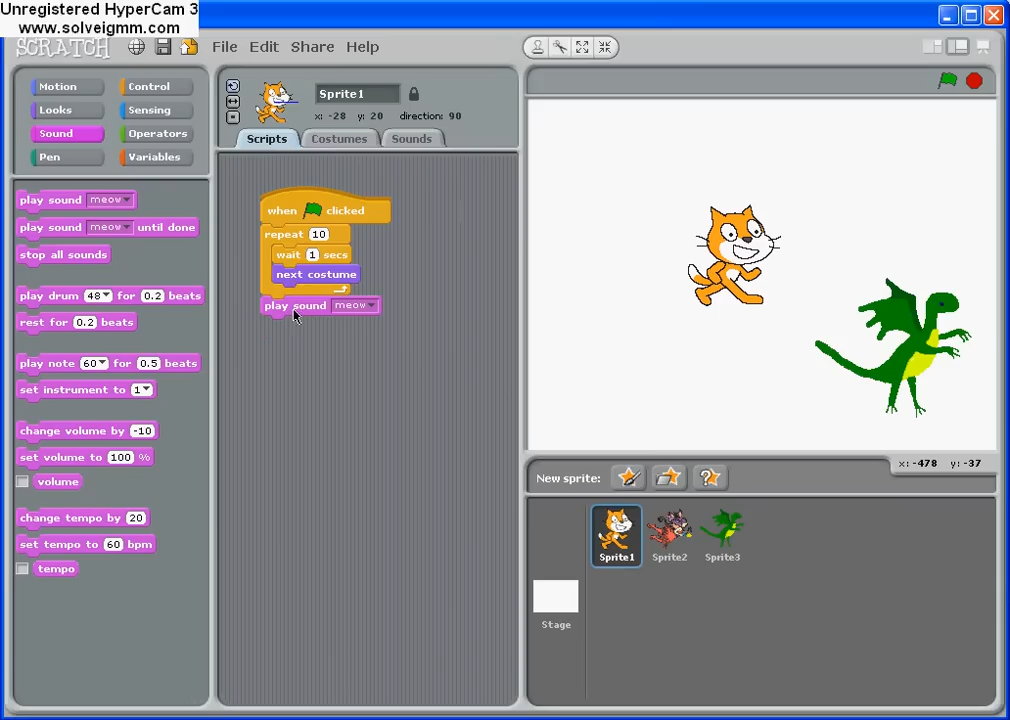 Unregistered HyperCam 3
www.solveigmm.com
SCRATCH
File Edit Share Help
Motion Control
Looks Sensing
Sound Operators
Pen Variables
play sound meow
play sound meow until done
stop all sounds
play drum 48 for 0.2 beats
rest for 0.2 beats
play note 60 for 0.5 beats
set instrument to 1
change volume by -10
set volume to 100 %
volume
change tempo by 20
set tempo to 60 bpm
tempo
Sprite1
x: -28 y: 20 direction: 90
Scripts Costumes Sounds
when clicked
repeat 10
wait 1 secs
next costume
play sound meow
x: -478 y: -37
New sprite:
Sprite1 Sprite2 Sprite3
Stage